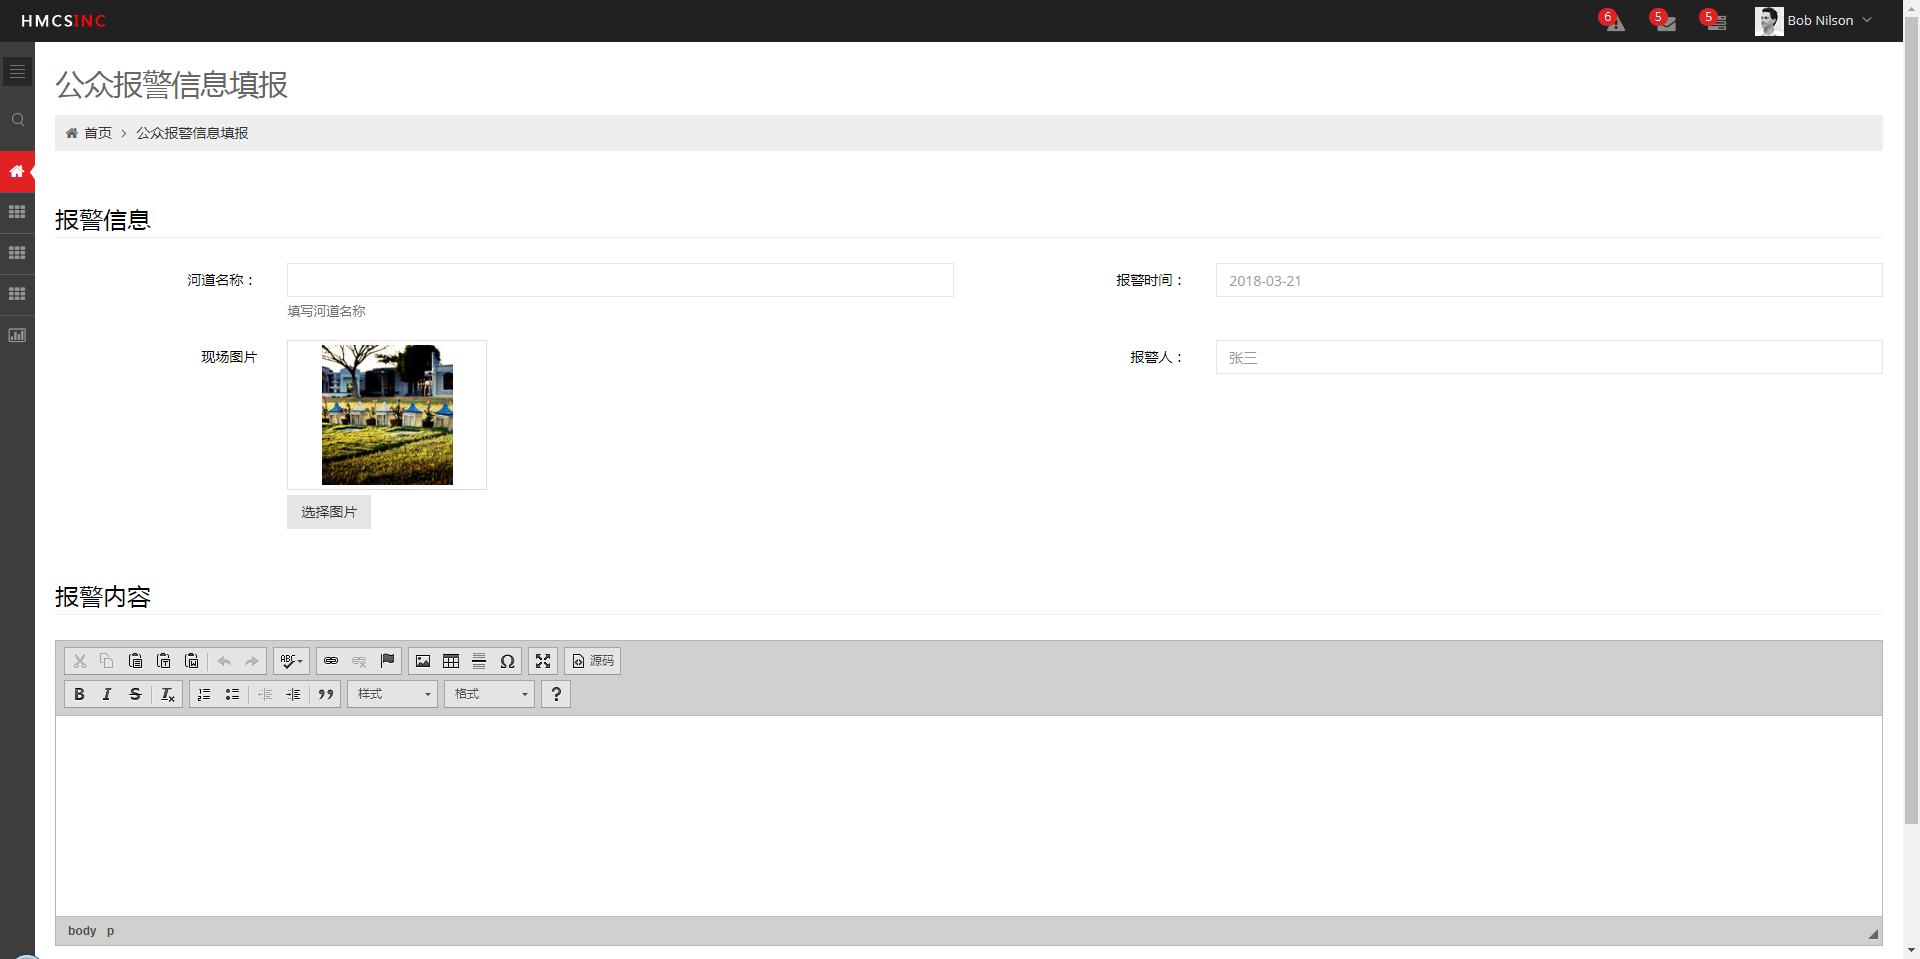 HMCSINC
6
5
5
Bob Nilson
公众报警信息填报
首页 > 公众报警信息填报
报警信息
河道名称：
填写河道名称
报警时间：
2018-03-21
现场图片
选择图片
报警人：
张三
报警内容
ABC
源码
B I S Tx
样式
格式
?
body p